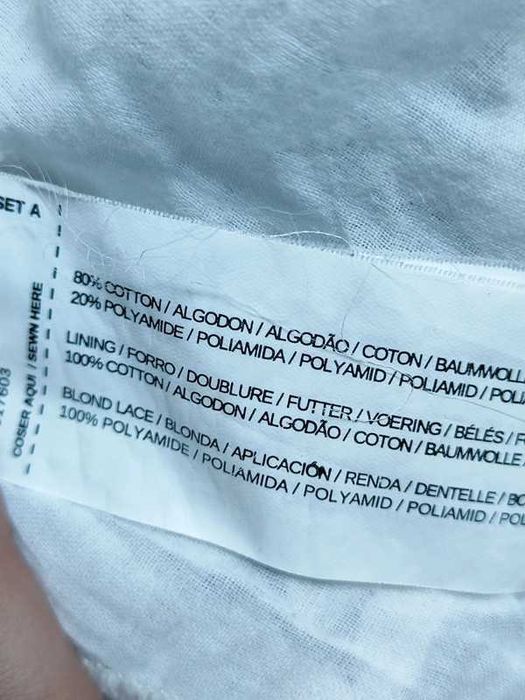 SET A
COSER AQUI / SEWN HERE
80% COTTON / ALGODON / ALGODÃO / COTON / BAUMWOLLE
20% POLYAMIDE / POLIAMIDA / POLYAMID / POLIAMID /
LINING / FORRO / DOUBLURE / FUTTER / VOERING / BÉLÉS /
100% COTTON / ALGODON / ALGODÃO / COTON / BAUMWOLLE
BLOND LACE / BLONDA / APLICACIÓN / RENDA / DENTELLE /
100% POLYAMIDE / POLIAMIDA / POLYAMID / POLIAMID /